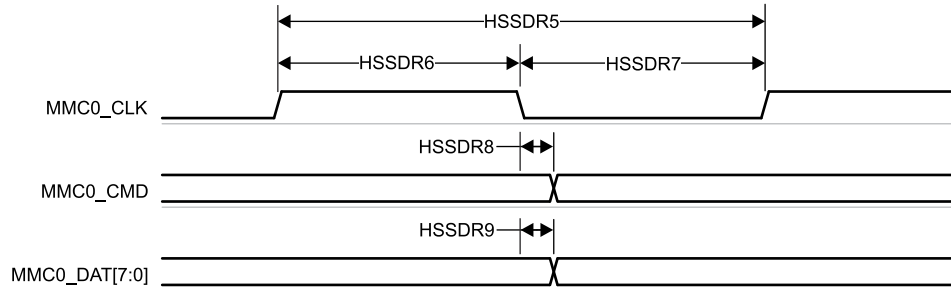 HSSDR5
HSSDR6 HSSDR7
MMC0_CLK
HSSDR8
MMC0_CMD
HSSDR9
MMC0_DAT[7:0]